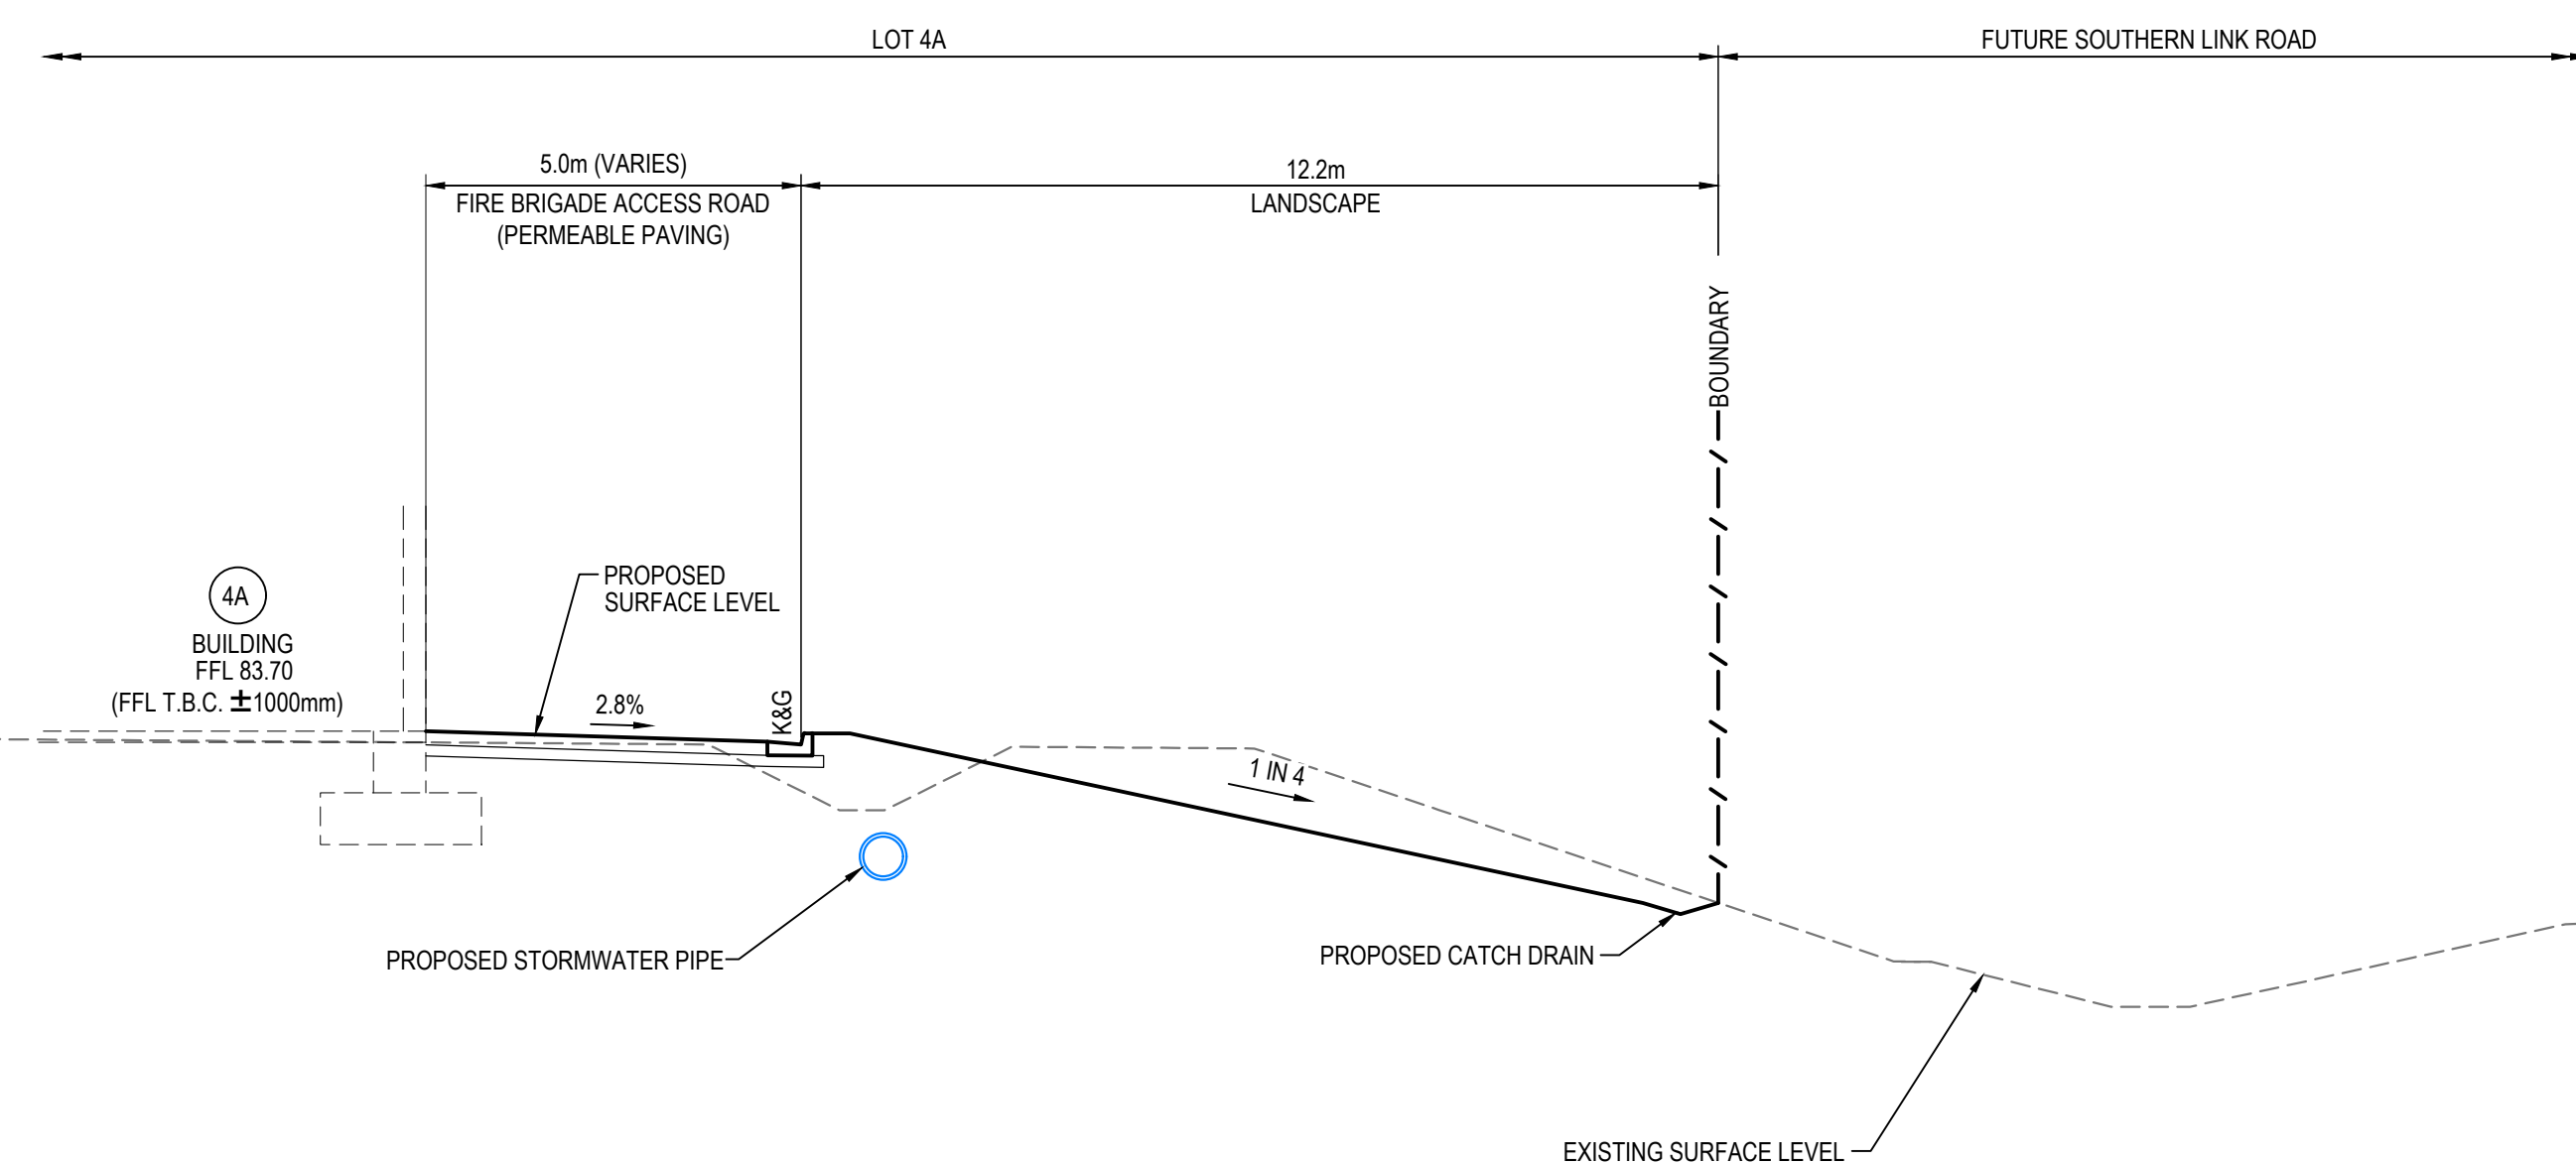 LOT 4A
FUTURE SOUTHERN LINK ROAD
5.0m (VARIES)
FIRE BRIGADE ACCESS ROAD
(PERMEABLE PAVING)
12.2m
LANDSCAPE
BOUNDARY
PROPOSED
SURFACE LEVEL
4A
BUILDING
FFL 83.70
(FFL T.B.C. ±1000mm)
2.8%
K&G
1 IN 4
PROPOSED STORMWATER PIPE
PROPOSED CATCH DRAIN
EXISTING SURFACE LEVEL